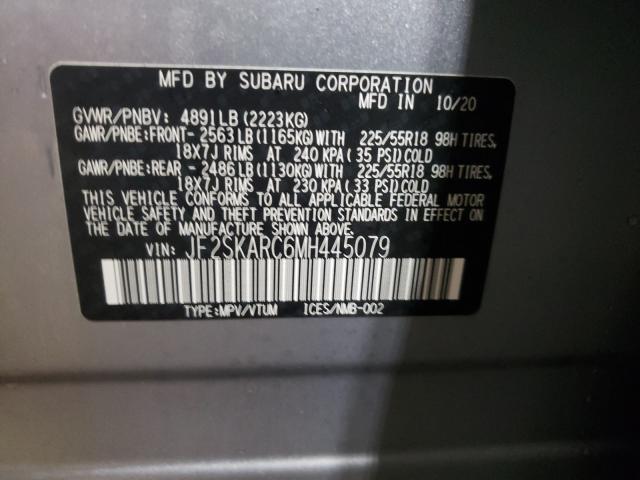 MFD BY SUBARU CORPORATION
MFD IN 10/20
GVWR/PNBV: 4891LB (2223KG)
GAWR/PNBE:FRONT- 2563LB(1165KG)WITH 225/55R18 98H TIRES,
18X7J RIMS AT 240 KPA( 35 PSI)COLD
GAWR/PNBE:REAR - 2486LB(1130KG)WITH 225/55R18 98H TIRES,
18X7J RIMS AT 230 KPA( 33 PSI)COLD
THIS VEHICLE CONFORMS TO ALL APPLICABLE FEDERAL MOTOR
VEHICLE SAFETY AND THEFT PREVENTION STANDARDS IN EFFECT ON
THE DATE OF MANUFACTURE SHOWN ABOVE.
VIN: JF2SKARC6MH445079
TYPE:MPV/VTUM ICES/NMB-002